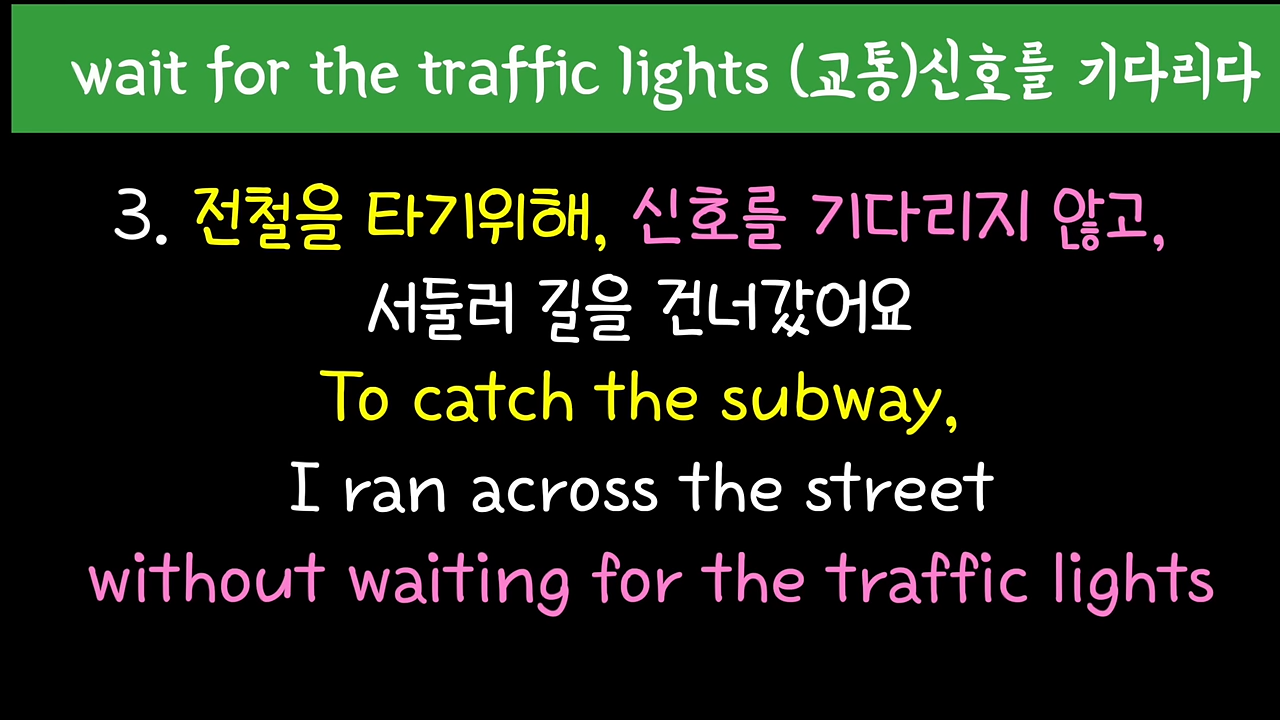 wait for the traffic lights (교통)신호를 기다리다
3. 전철을 타기위해, 신호를 기다리지 않고,
서둘러 길을 건너갔어요
To catch the subway,
I ran across the street
without waiting for the traffic lights